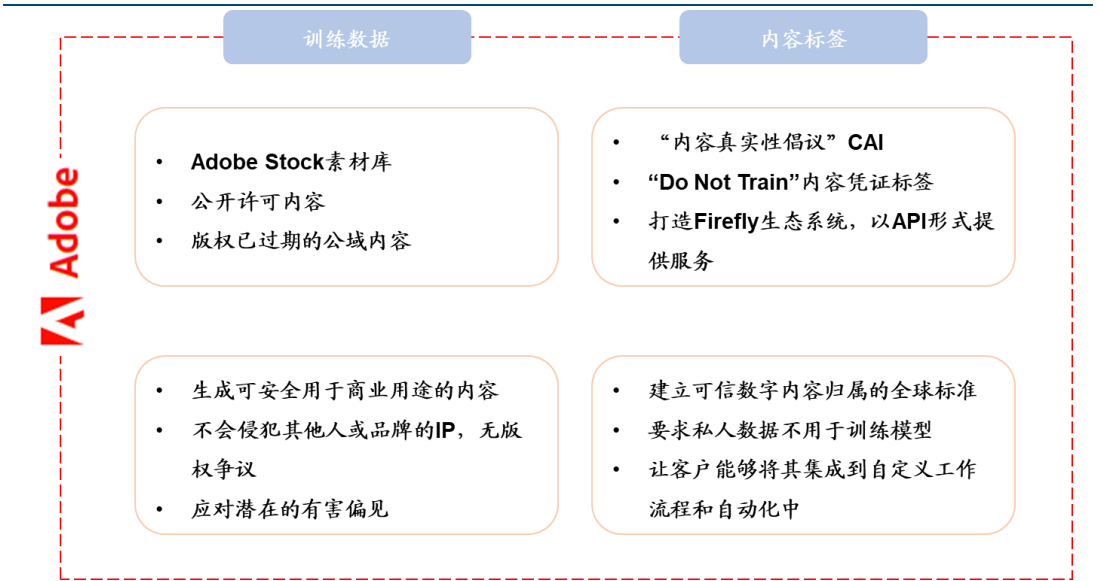 训练数据
内容标签
Adobe
• Adobe Stock素材库
• 公开许可内容
• 版权已过期的公域内容
• “内容真实性倡议”CAI
• “Do Not Train”内容凭证标签
• 打造Firefly生态系统，以API形式提
供服务
• 生成可安全用于商业用途的内容
• 不会侵犯其他人或品牌的IP，无版
权争议
• 应对潜在的有害偏见
• 建立可信数字内容归属的全球标准
• 要求私人数据不用于训练模型
• 让客户能够将其集成到自定义工作
流程和自动化中